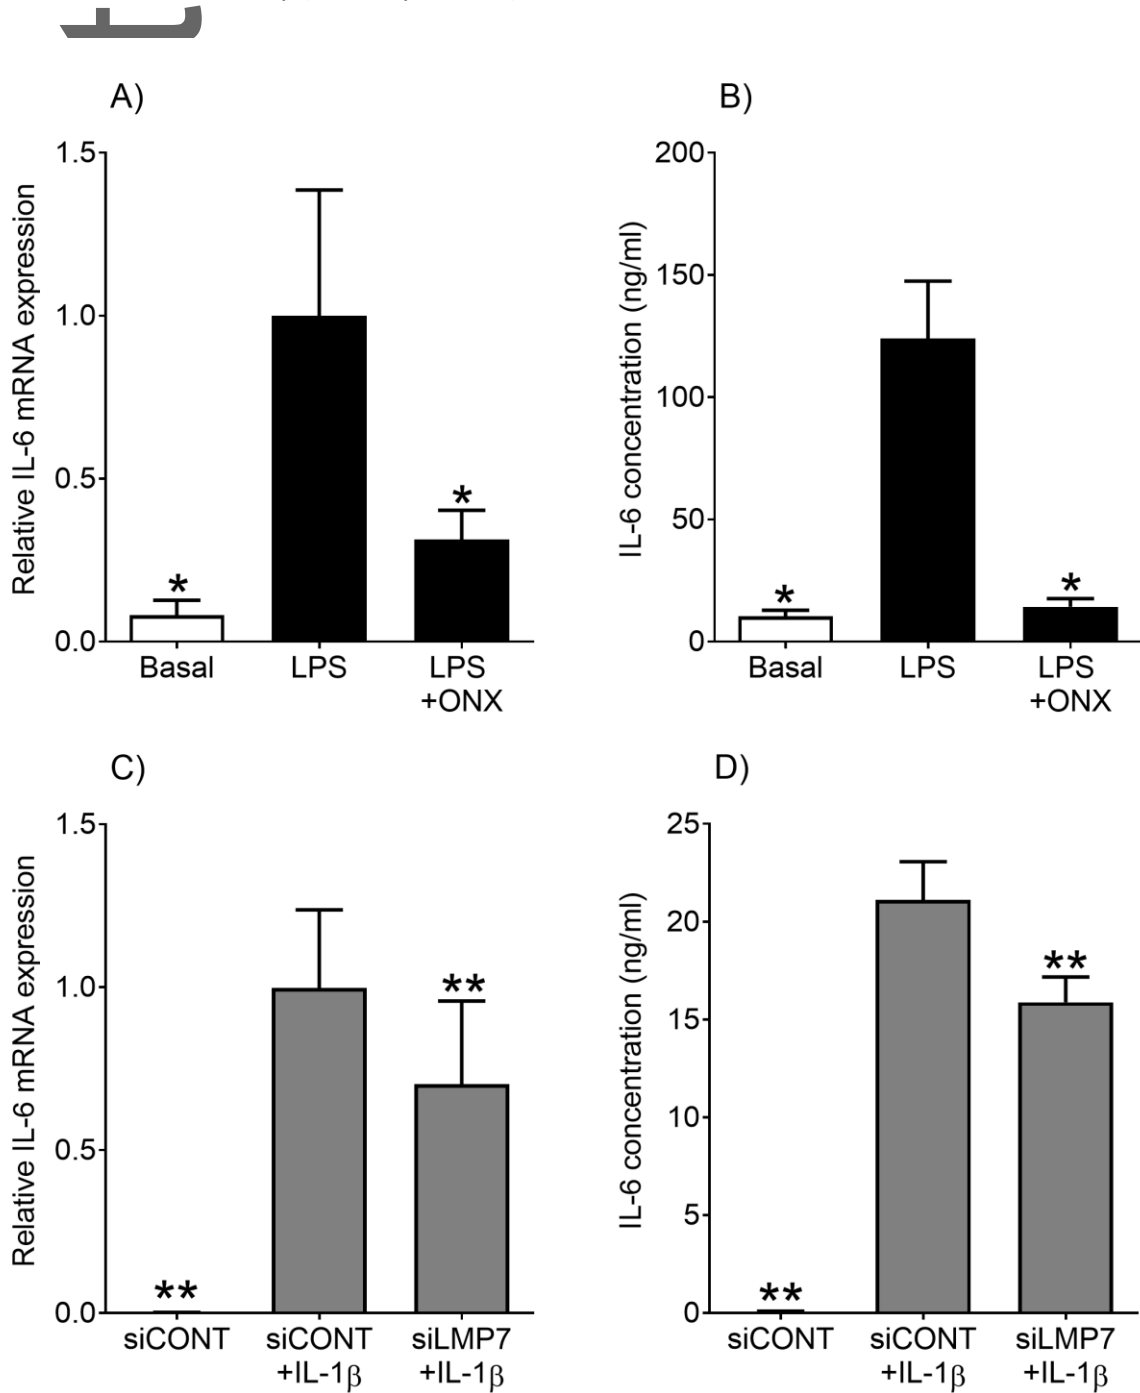 A)
Relative IL-6 mRNA expression
1.5
1.0
0.5
0.0
*
*
Basal
LPS
LPS
+ONX
B)
IL-6 concentration (ng/ml)
200
150
100
50
0
*
*
Basal
LPS
LPS
+ONX
C)
Relative IL-6 mRNA expression
1.5
1.0
0.5
0.0
**
**
siCONT
siCONT
+IL-1β
siLMP7
+IL-1β
D)
IL-6 concentration (ng/ml)
25
20
15
10
5
0
**
**
siCONT
siCONT
+IL-1β
siLMP7
+IL-1β